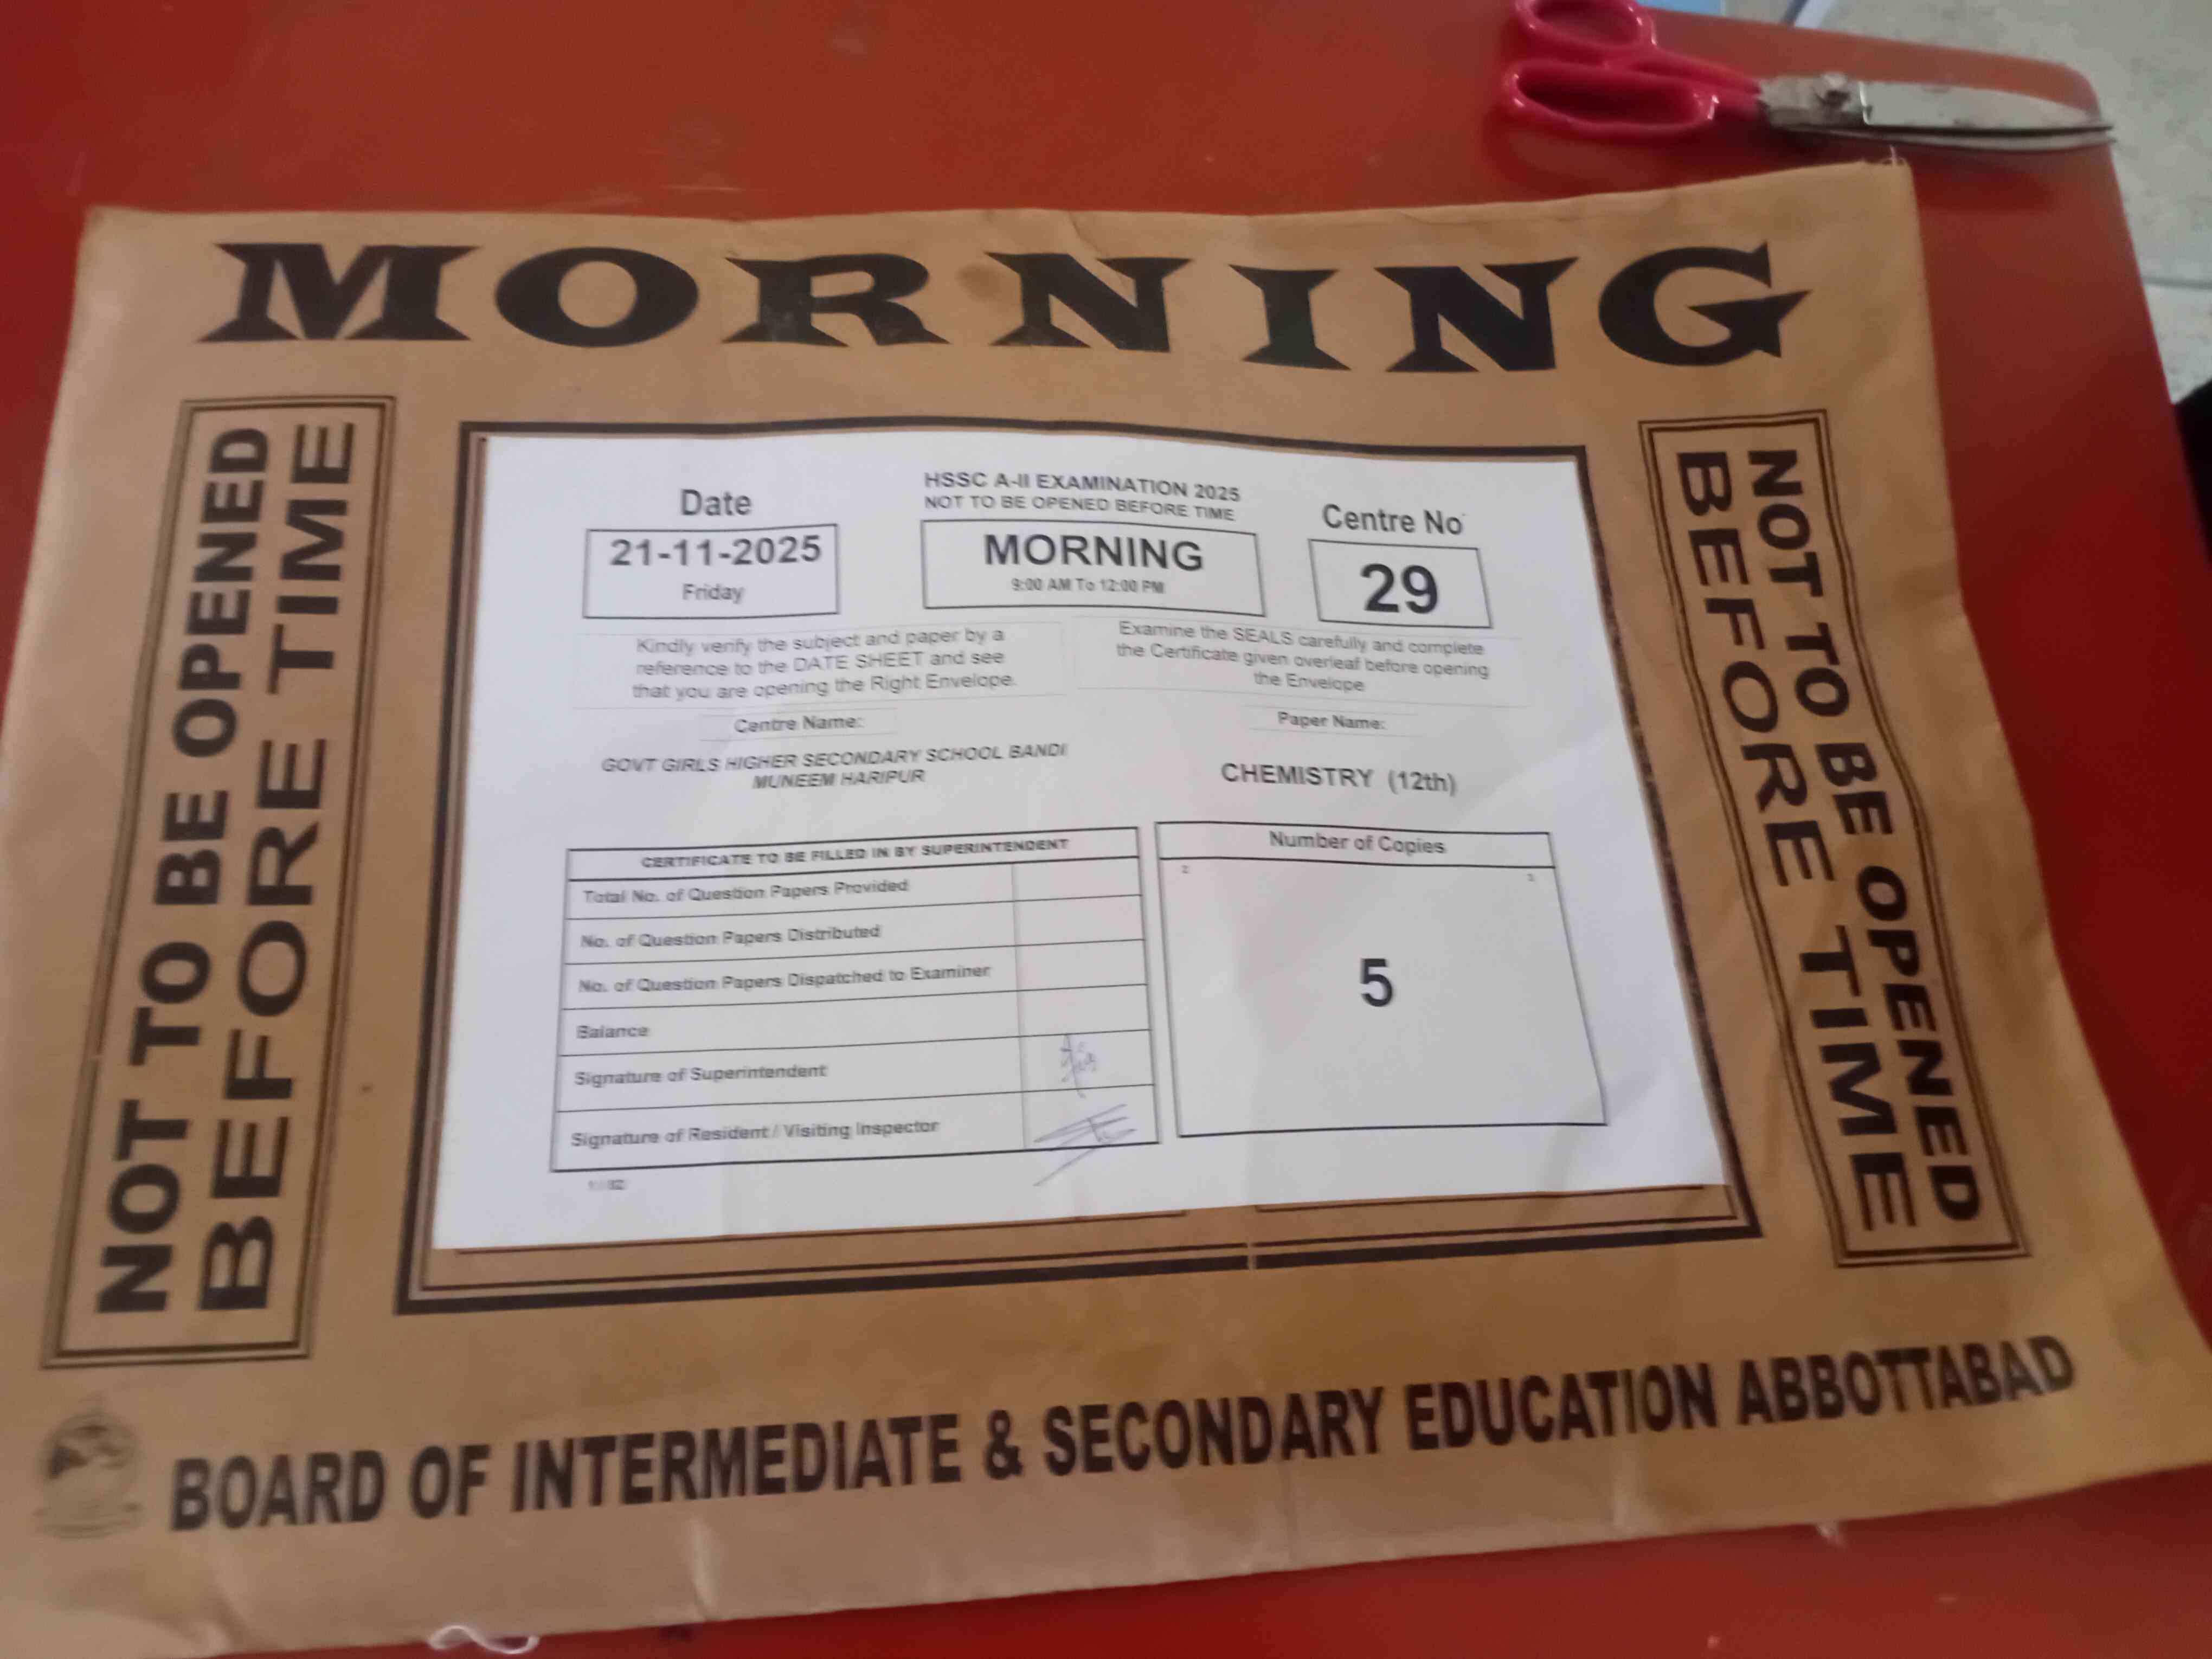 MORNING
NOT TO BE OPENED
BEFORE TIME
HSSC A-II EXAMINATION 2025
NOT TO BE OPENED BEFORE TIME
Date
21-11-2025
Friday
MORNING
9:00 AM To 12:00 PM
Centre No
29
Kindly verify the subject and paper by a
reference to the DATE SHEET and see
that you are opening the Right Envelope.
Examine the SEALS carefully and complete
the Certificate given overleaf before opening
the Envelope
Centre Name:
GOVT GIRLS HIGHER SECONDARY SCHOOL BANDI
MUNEEM HARIPUR
Paper Name:
CHEMISTRY (12th)
CERTIFICATE TO BE FILLED IN BY SUPERINTENDENT
Total No. of Question Papers Provided
No. of Question Papers Distributed
No. of Question Papers Dispatched to Examiner
Balance
Signature of Superintendent
Signature of Resident / Visiting Inspector
Number of Copies
5
NOT TO BE OPENED
BEFORE TIME
BOARD OF INTERMEDIATE & SECONDARY EDUCATION ABBOTTABAD